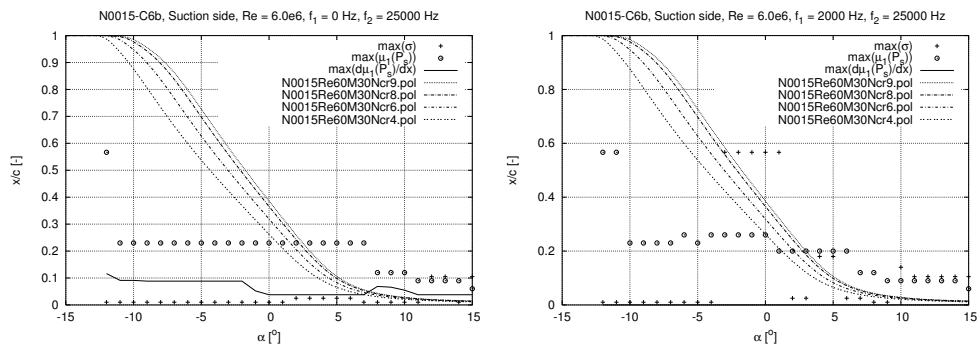 N0015-C6b, Suction side, Re = 6.0e6, f₁ = 0 Hz, f₂ = 25000 Hz
max(σ)
max(μ₁(Pₛ))
max(dμ₁(Pₛ)/dx)
N0015Re60M30Ncr9.pol
N0015Re60M30Ncr8.pol
N0015Re60M30Ncr6.pol
N0015Re60M30Ncr4.pol
x/c [-]
1
0.9
0.8
0.7
0.6
0.5
0.4
0.3
0.2
0.1
0
-15 -10 -5 0 5 10 15
α [°]
N0015-C6b, Suction side, Re = 6.0e6, f₁ = 2000 Hz, f₂ = 25000 Hz
max(σ)
max(μ₁(Pₛ))
max(dμ₁(Pₛ)/dx)
N0015Re60M30Ncr9.pol
N0015Re60M30Ncr8.pol
N0015Re60M30Ncr6.pol
N0015Re60M30Ncr4.pol
x/c [-]
1
0.8
0.6
0.4
0.2
0
-15 -10 -5 0 5 10 15
α [°]